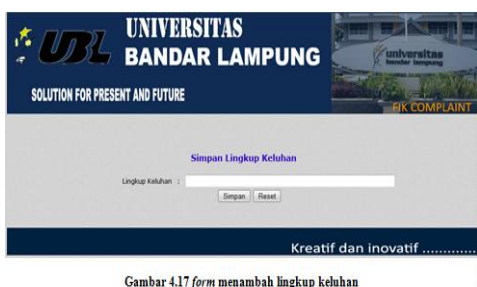 UBL
UNIVERSITAS
BANDAR LAMPUNG
SOLUTION FOR PRESENT AND FUTURE
universitas
bandar lampung
FIK COMPLAINT
Simpan Lingkup Keluhan
Lingkup Keluhan :
Simpan Reset
Kreatif dan inovatif .............
Gambar 4.17 form menambah lingkup keluhan